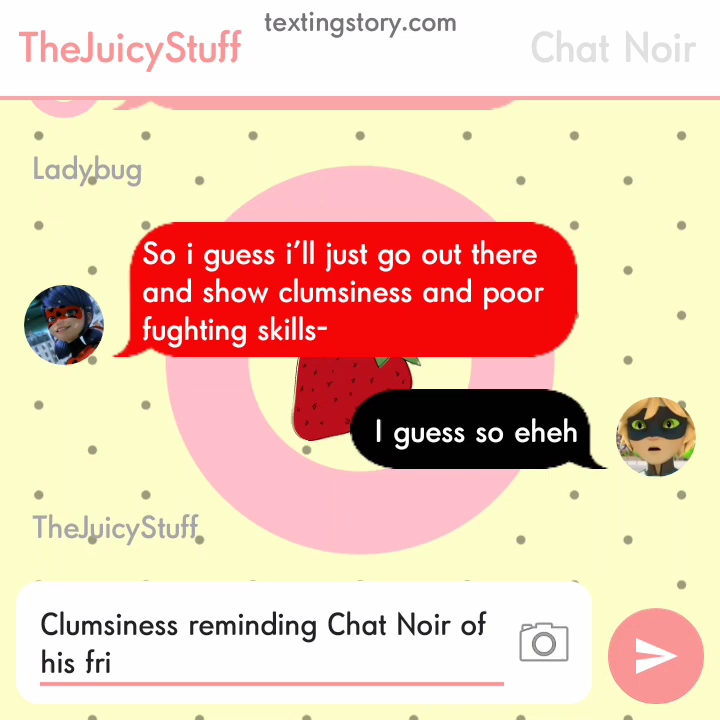 textingstory.com
TheJuicyStuff
Chat Noir
Ladybug
So i guess i'll just go out there
and show clumsiness and poor
fughting skills-
I guess so eheh
TheJuicyStuff
Clumsiness reminding Chat Noir of
his fri